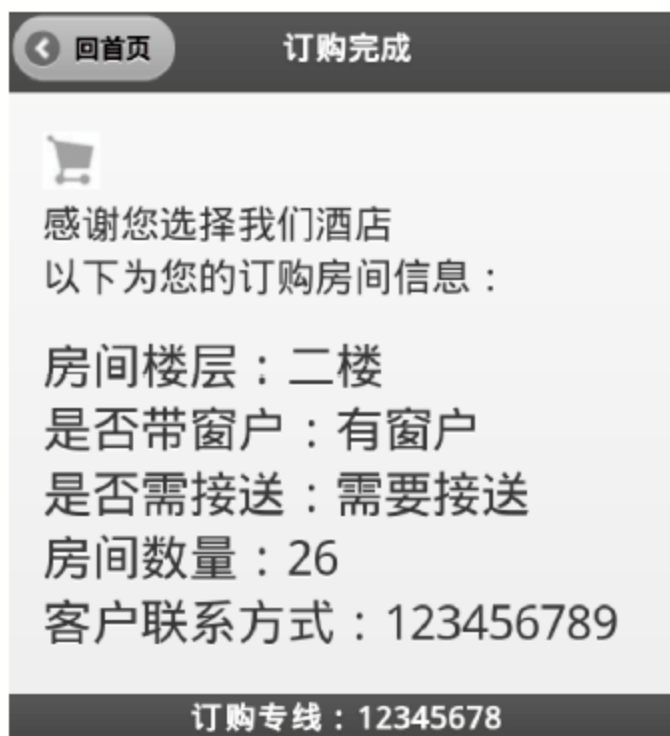 回首页 订购完成
感谢您选择我们酒店
以下为您的订购房间信息：
房间楼层：二楼
是否带窗户：有窗户
是否需接送：需要接送
房间数量：26
客户联系方式：123456789
订购专线：12345678